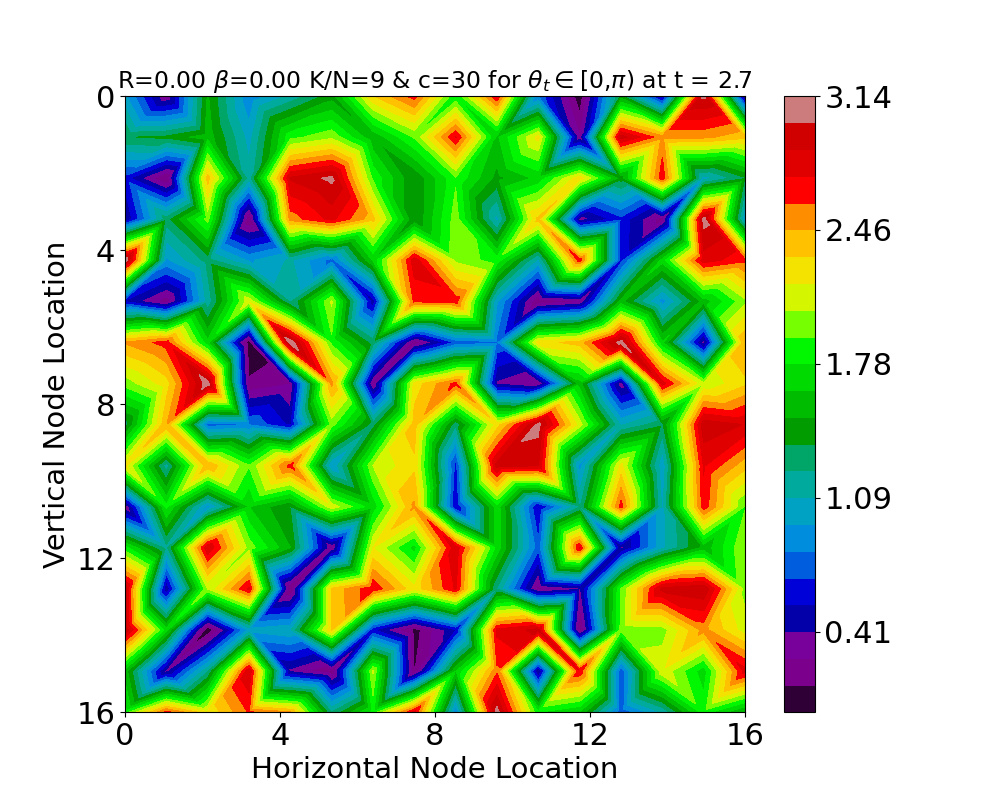 R=0.00 β=0.00 K/N=9 & c=30 for θ_t ∈ [0,π) at t = 2.7
0
4
8
12
16
0 4 8 12 16
Vertical Node Location
Horizontal Node Location
3.14
2.46
1.78
1.09
0.41